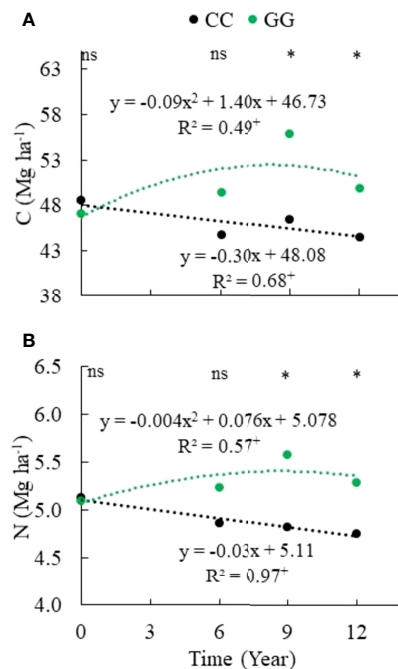 CC GG
A
ns ns * *
63
y = -0.09x² + 1.40x + 46.73
58
R² = 0.49⁺
53
C (Mg ha⁻¹)
48
43
y = -0.30x + 48.08
R² = 0.68⁺
38
B
6.5
ns ns * *
6.0
y = -0.004x² + 0.076x + 5.078
R² = 0.57⁺
5.5
N (Mg ha⁻¹)
5.0
4.5
y = -0.03x + 5.11
R² = 0.97⁺
4.0
0 3 6 9 12
Time (Year)